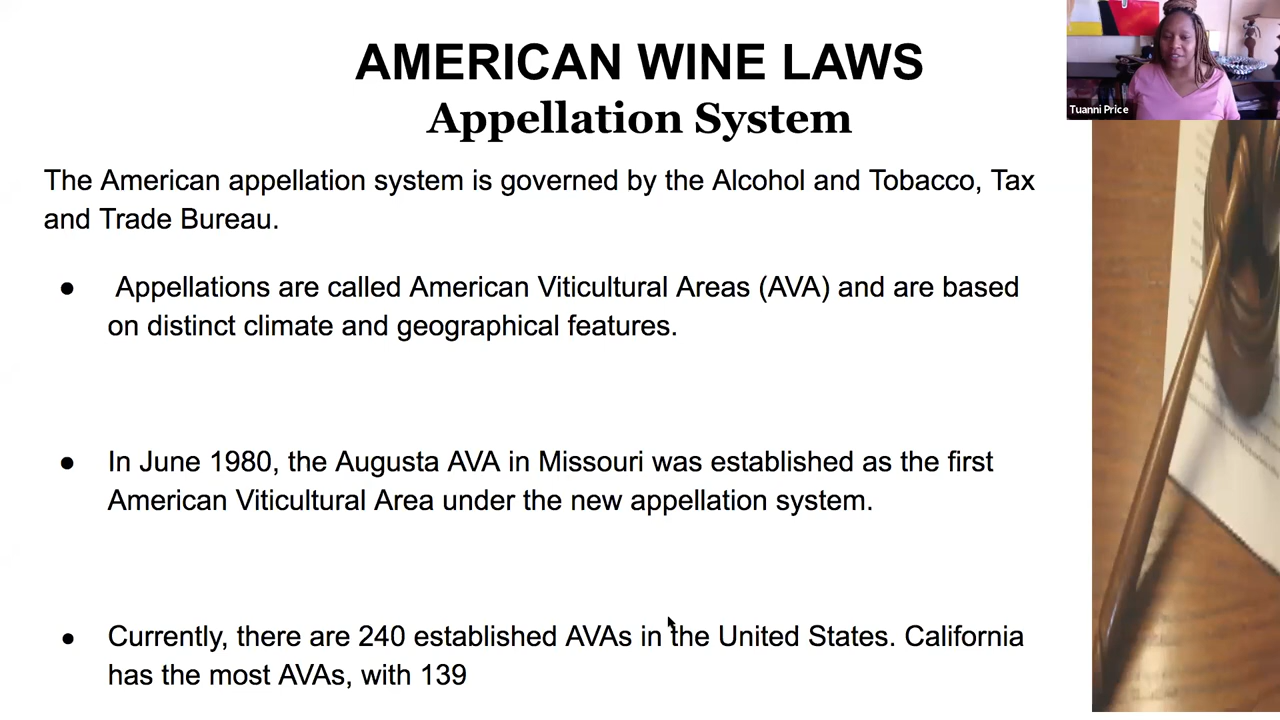 AMERICAN WINE LAWS
Appellation System
Tuanni Price
The American appellation system is governed by the Alcohol and Tobacco, Tax
and Trade Bureau.
● Appellations are called American Viticultural Areas (AVA) and are based
on distinct climate and geographical features.
● In June 1980, the Augusta AVA in Missouri was established as the first
American Viticultural Area under the new appellation system.
● Currently, there are 240 established AVAs in the United States. California
has the most AVAs, with 139